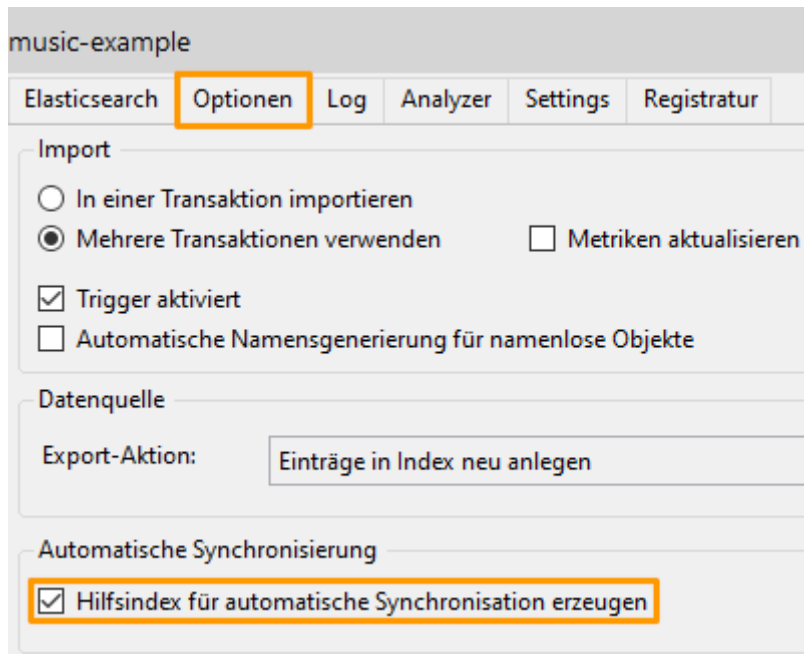 music-example
Elasticsearch Optionen Log Analyzer Settings Registratur
Import
In einer Transaktion importieren
Mehrere Transaktionen verwenden Metriken aktualisieren
Trigger aktiviert
Automatische Namensgenerierung für namenlose Objekte
Datenquelle
Export-Aktion: Einträge in Index neu anlegen
Automatische Synchronisierung
Hilfsindex für automatische Synchronisation erzeugen